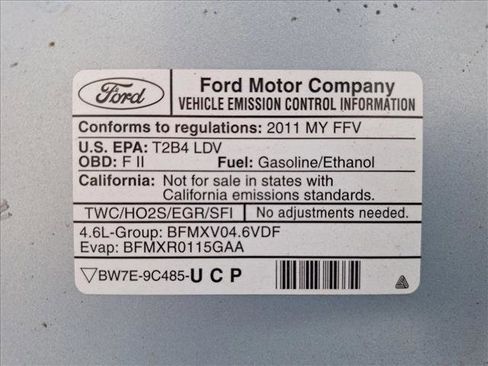 Ford
Ford Motor Company
VEHICLE EMISSION CONTROL INFORMATION
Conforms to regulations: 2011 MY FFV
U.S. EPA: T2B4 LDV
OBD: F II Fuel: Gasoline/Ethanol
California: Not for sale in states with
California emissions standards.
TWC/HO2S/EGR/SFI No adjustments needed.
4.6L-Group: BFMXV04.6VDF
Evap: BFMXR0115GAA
▽BW7E-9C485-U C P